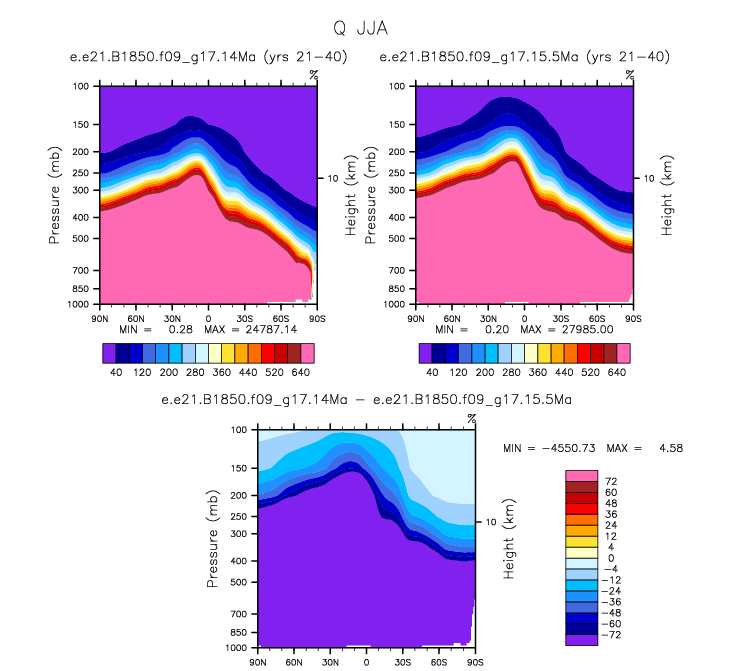 Q JJA
e.e21.B1850.f09_g17.14Ma (yrs 21−40)
e.e21.B1850.f09_g17.15.5Ma (yrs 21−40)
%
%
100
150
200
250
300
400
500
700
850
1000
Pressure (mb)
90N 60N 30N 0 30S 60S 90S
10
Height (km)
100
150
200
250
300
400
500
700
850
1000
Pressure (mb)
90N 60N 30N 0 30S 60S 90S
10
Height (km)
MIN = 0.28 MAX = 24787.14
MIN = 0.20 MAX = 27985.00
40 120 200 280 360 440 520 640
40 120 200 280 360 440 520 640
e.e21.B1850.f09_g17.14Ma − e.e21.B1850.f09_g17.15.5Ma
%
100
150
200
250
300
400
500
700
850
1000
Pressure (mb)
90N 60N 30N 0 30S 60S 90S
10
Height (km)
MIN = −4550.73 MAX = 4.58
72
60
48
36
24
12
4
0
−4
−12
−24
−36
−48
−60
−72